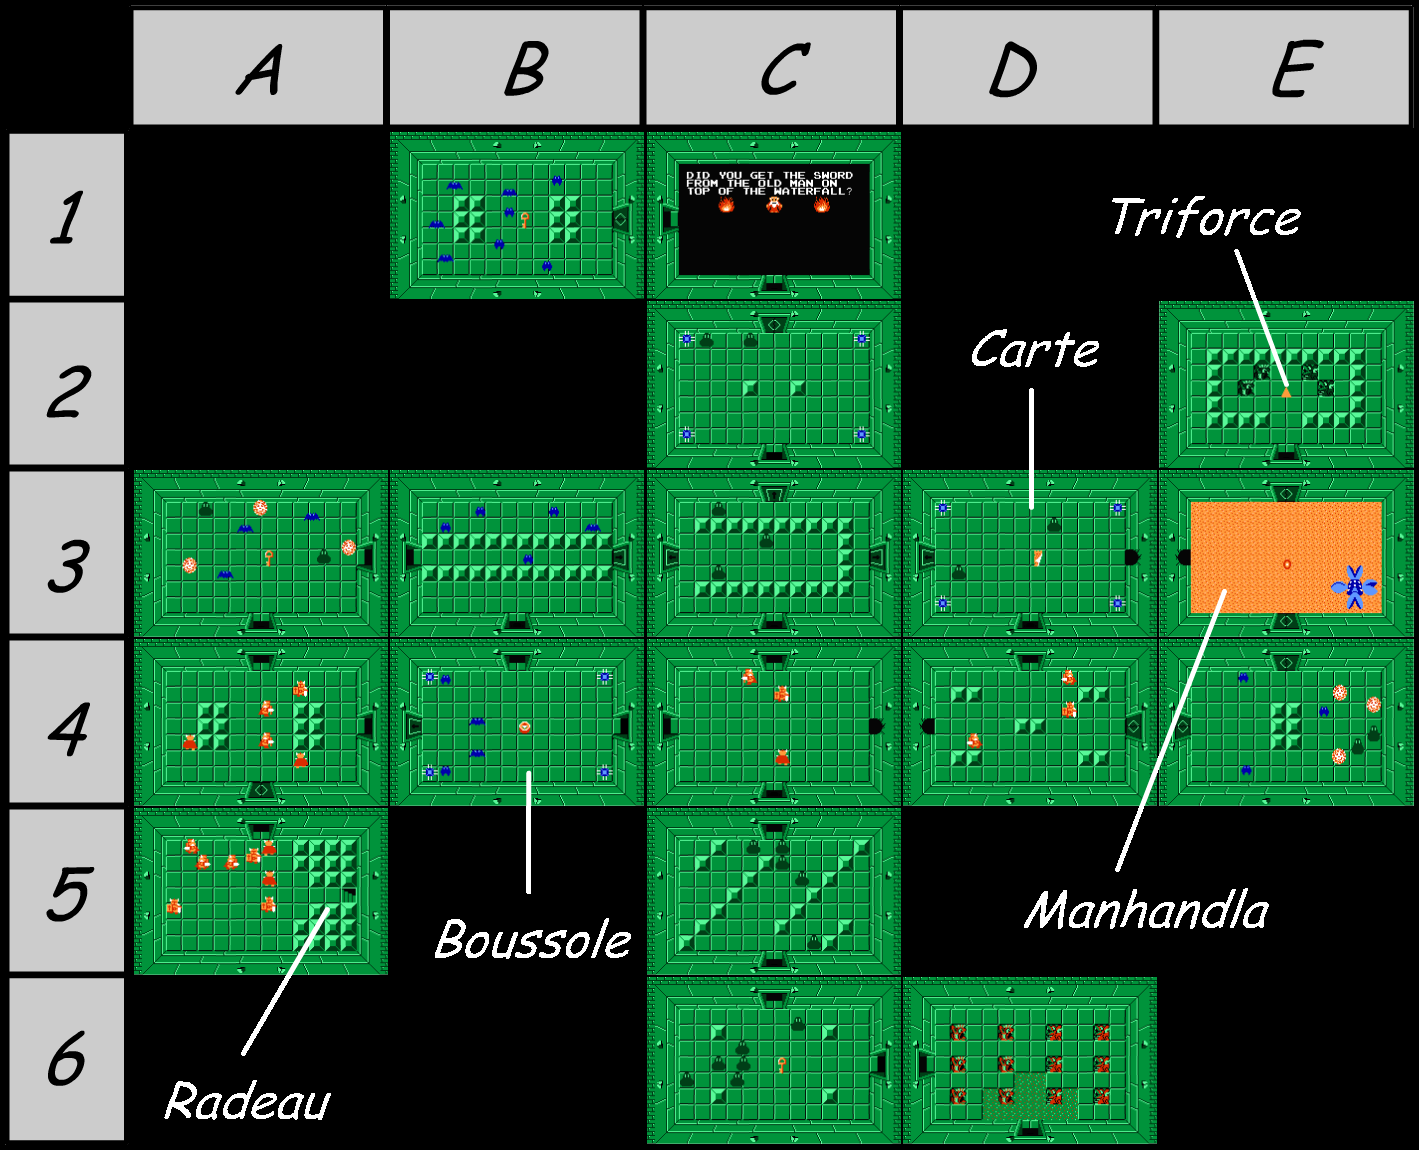 A B C D E
1
DID YOU GET THE SWORD
FROM THE OLD MAN ON
TOP OF THE WATERFALL?
Triforce
2
Carte
3
4
5
Manhandla
Boussole
6
Radeau